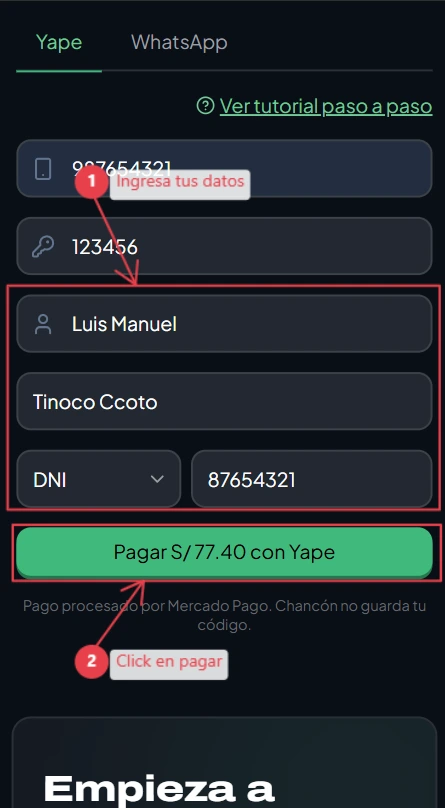 Yape
WhatsApp
Ver tutorial paso a paso
987654321
1
Ingresa tus datos
123456
Luis Manuel
Tinoco Ccoto
DNI
87654321
Pagar S/ 77.40 con Yape
Pago procesado por Mercado Pago. Chancón no guarda tu
código.
2
Click en pagar
Empieza a